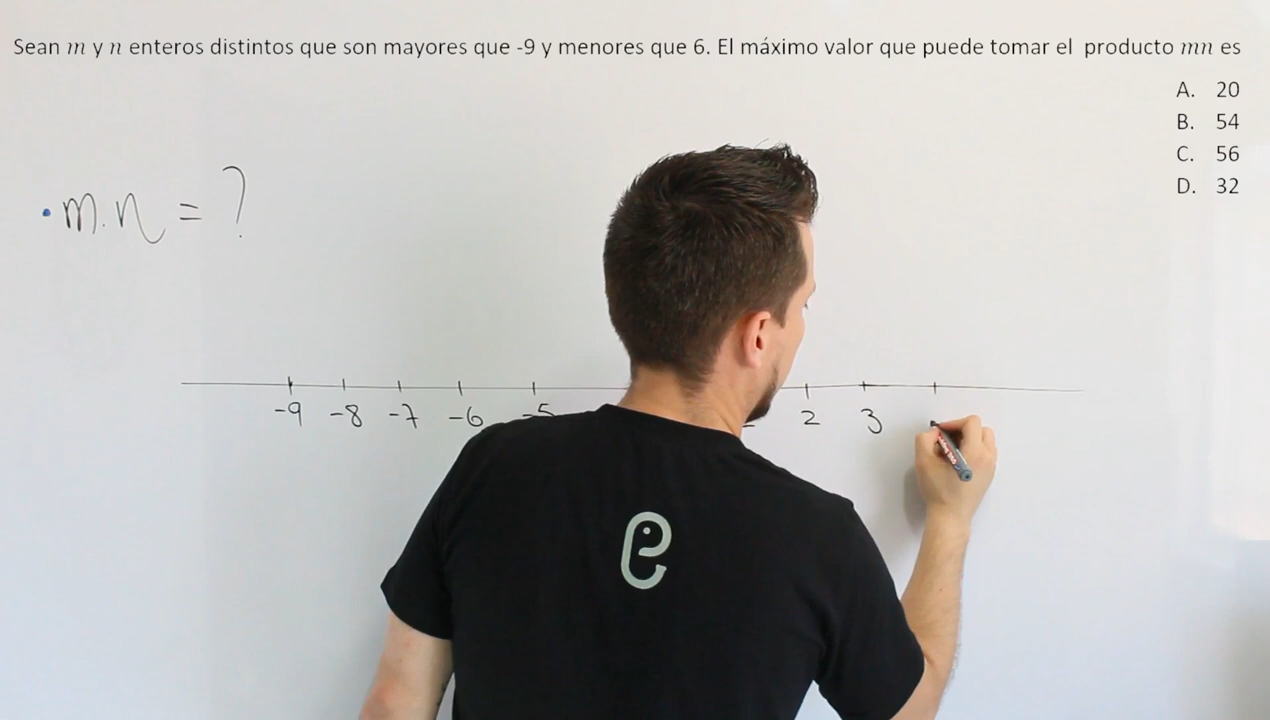 Sean m y n enteros distintos que son mayores que -9 y menores que 6. El máximo valor que puede tomar el producto mn es
A. 20
B. 54
C. 56
D. 32
• m.n = ?
-9 -8 -7 -6 -5 2 3
e